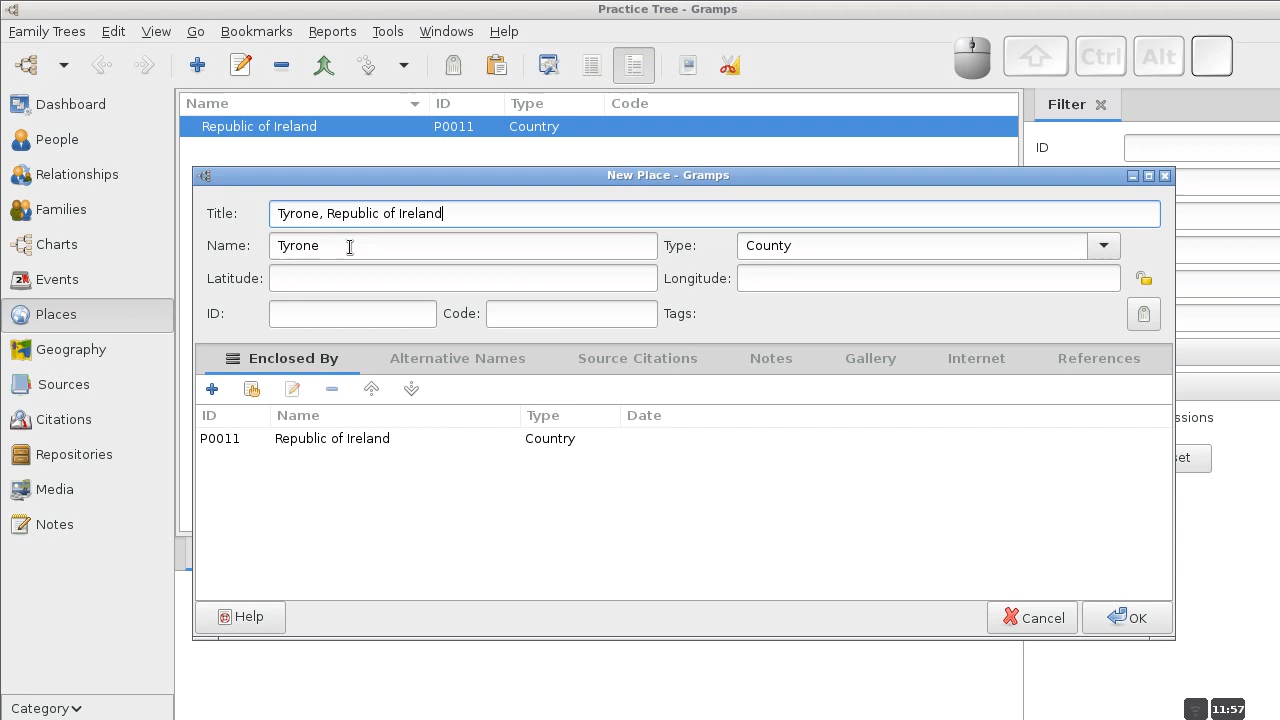 Practice Tree - Gramps
Family Trees Edit View Go Bookmarks Reports Tools Windows Help
Ctrl Alt
Dashboard
People
Relationships
Families
Charts
Events
Places
Geography
Sources
Citations
Repositories
Media
Notes
Category
Name ID Type Code
Republic of Ireland P0011 Country
Filter
ID
New Place - Gramps
Title: Tyrone, Republic of Ireland
Name: Tyrone Type: County
Latitude: Longitude:
ID: Code: Tags:
Enclosed By Alternative Names Source Citations Notes Gallery Internet References
ID Name Type Date
P0011 Republic of Ireland Country
Help Cancel OK
ssions
set
11:57